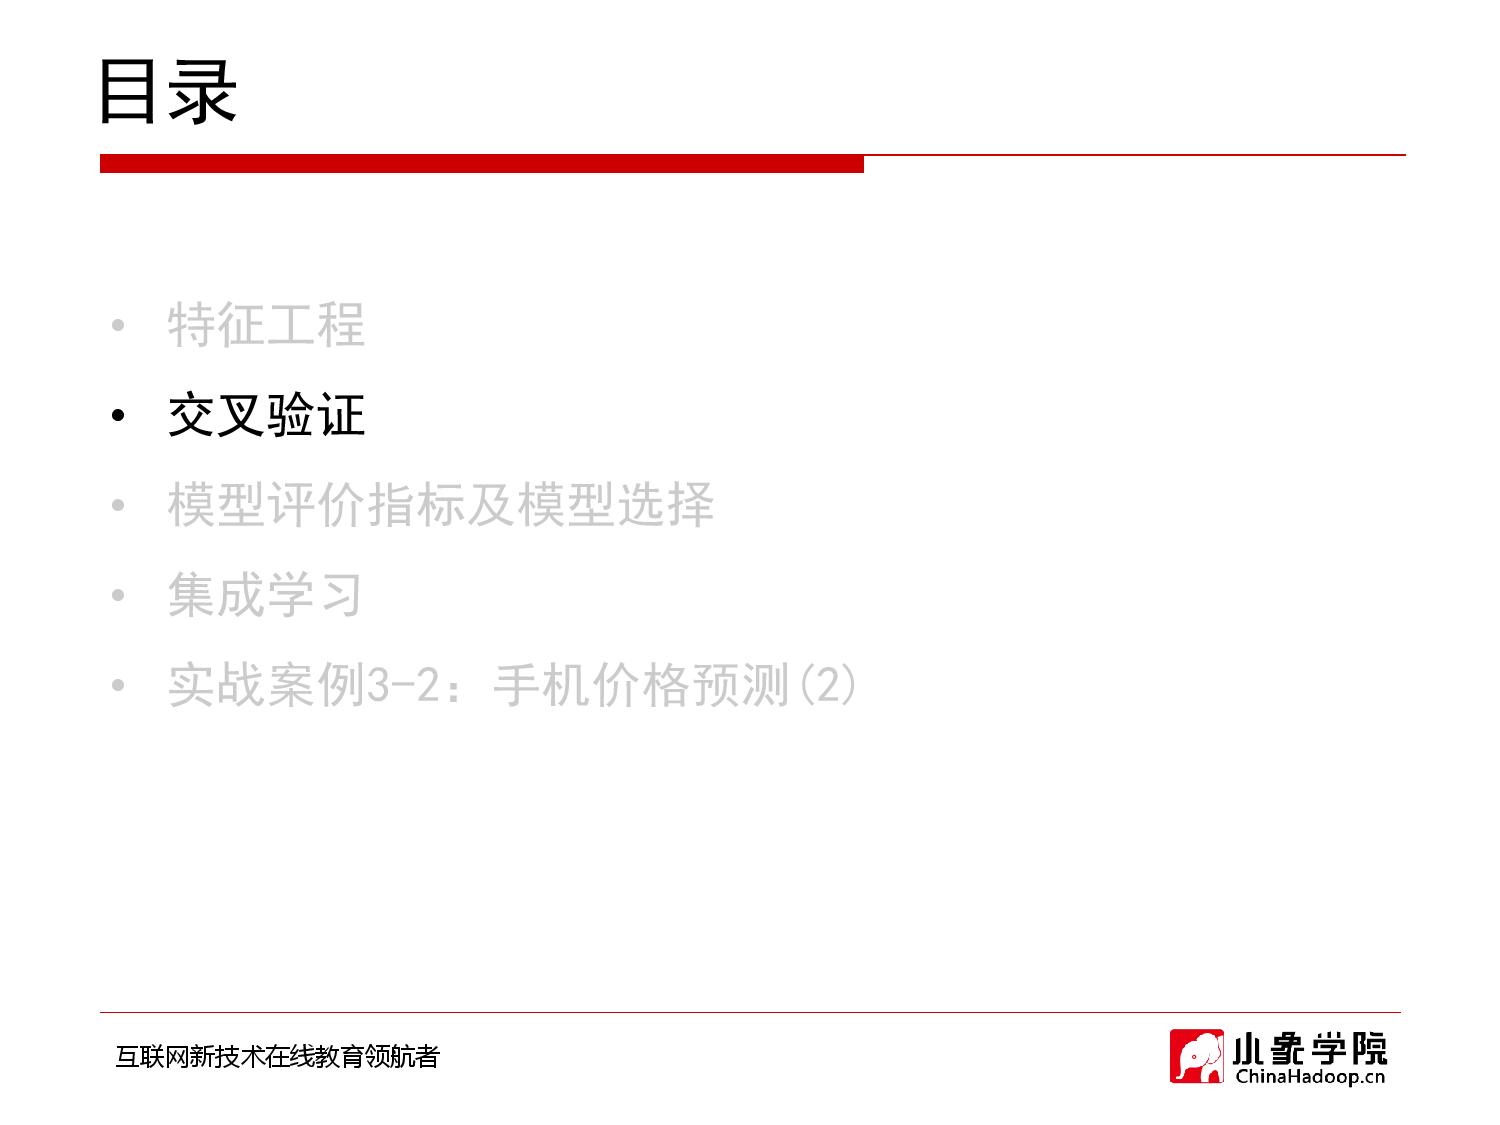 目录
• 特征工程
• 交叉验证
• 模型评价指标及模型选择
• 集成学习
• 实战案例3-2：手机价格预测(2)
互联网新技术在线教育领航者
小象学院
ChinaHadoop.cn